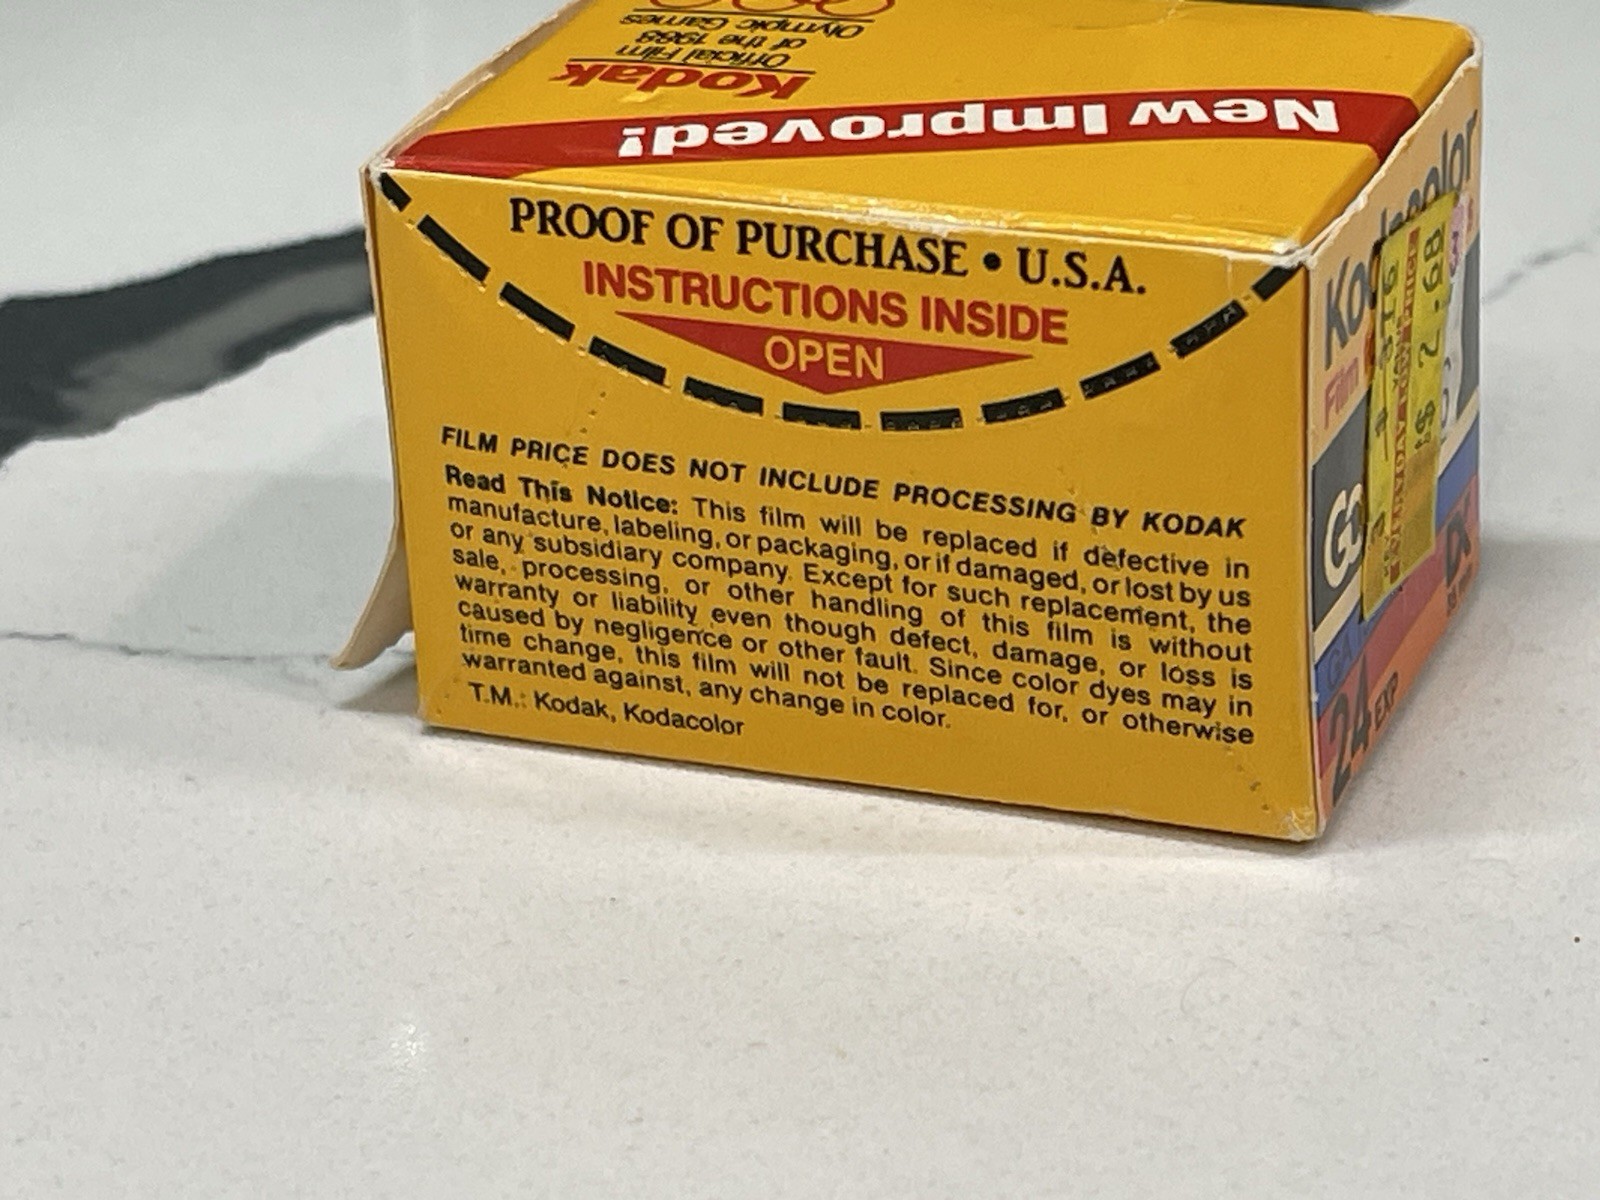 Kodak
Official Film
of the 1988
Olympic Games
New Improved!
PROOF OF PURCHASE • U.S.A.
INSTRUCTIONS INSIDE
OPEN
FILM PRICE DOES NOT INCLUDE PROCESSING BY KODAK
Read This Notice: This film will be replaced if defective in
manufacture, labeling, or packaging, or if damaged, or lost by us
or any subsidiary company. Except for such replacement, the
sale, processing, or other handling of this film is without
warranty or liability even though defect, damage, or loss is
caused by negligence or other fault. Since color dyes may in
time change, this film will not be replaced for, or otherwise
warranted against, any change in color.
T.M.: Kodak, Kodacolor
Film
$ 2.68
24 EXP